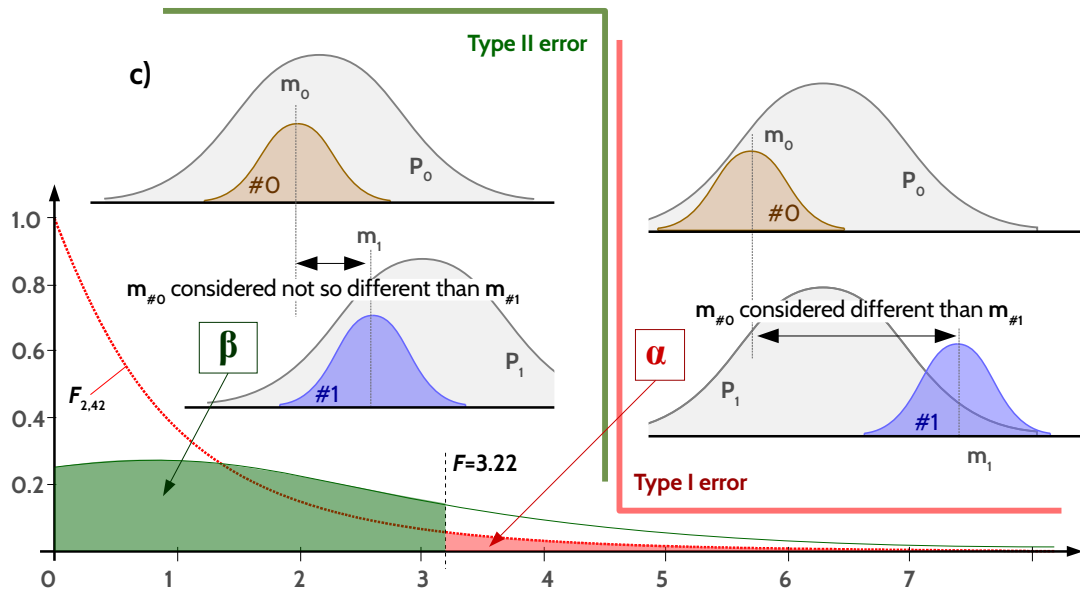 Type II error
c)
m₀
P₀
#0
m₁
m#0 considered not so different than m#1
P₁
#1
β
F2,42
F=3.22
1.0
0.8
0.6
0.4
0.2
0
1
2
3
4
5
6
7
m₀
P₀
#0
m#0 considered different than m#1
P₁
#1
m₁
α
Type I error